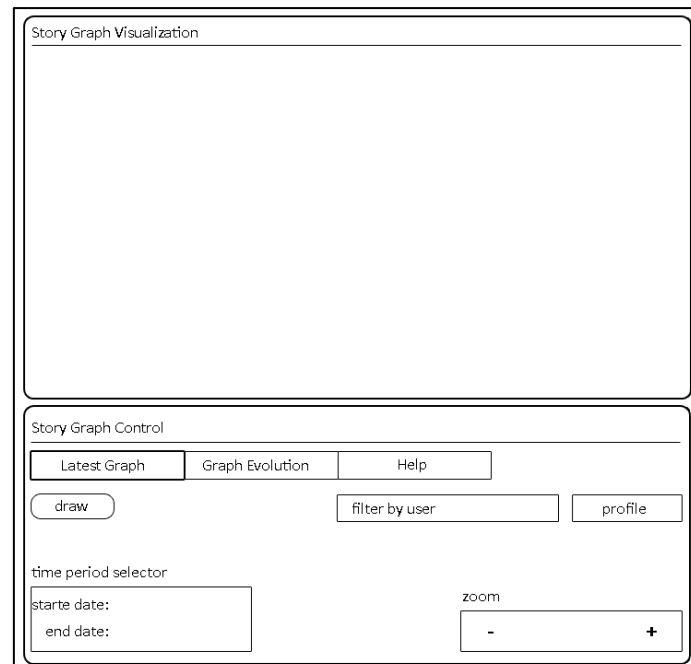 Story Graph Visualization
Story Graph Control
Latest Graph Graph Evolution Help
draw filter by user profile
time period selector
starte date:
end date:
zoom
- +